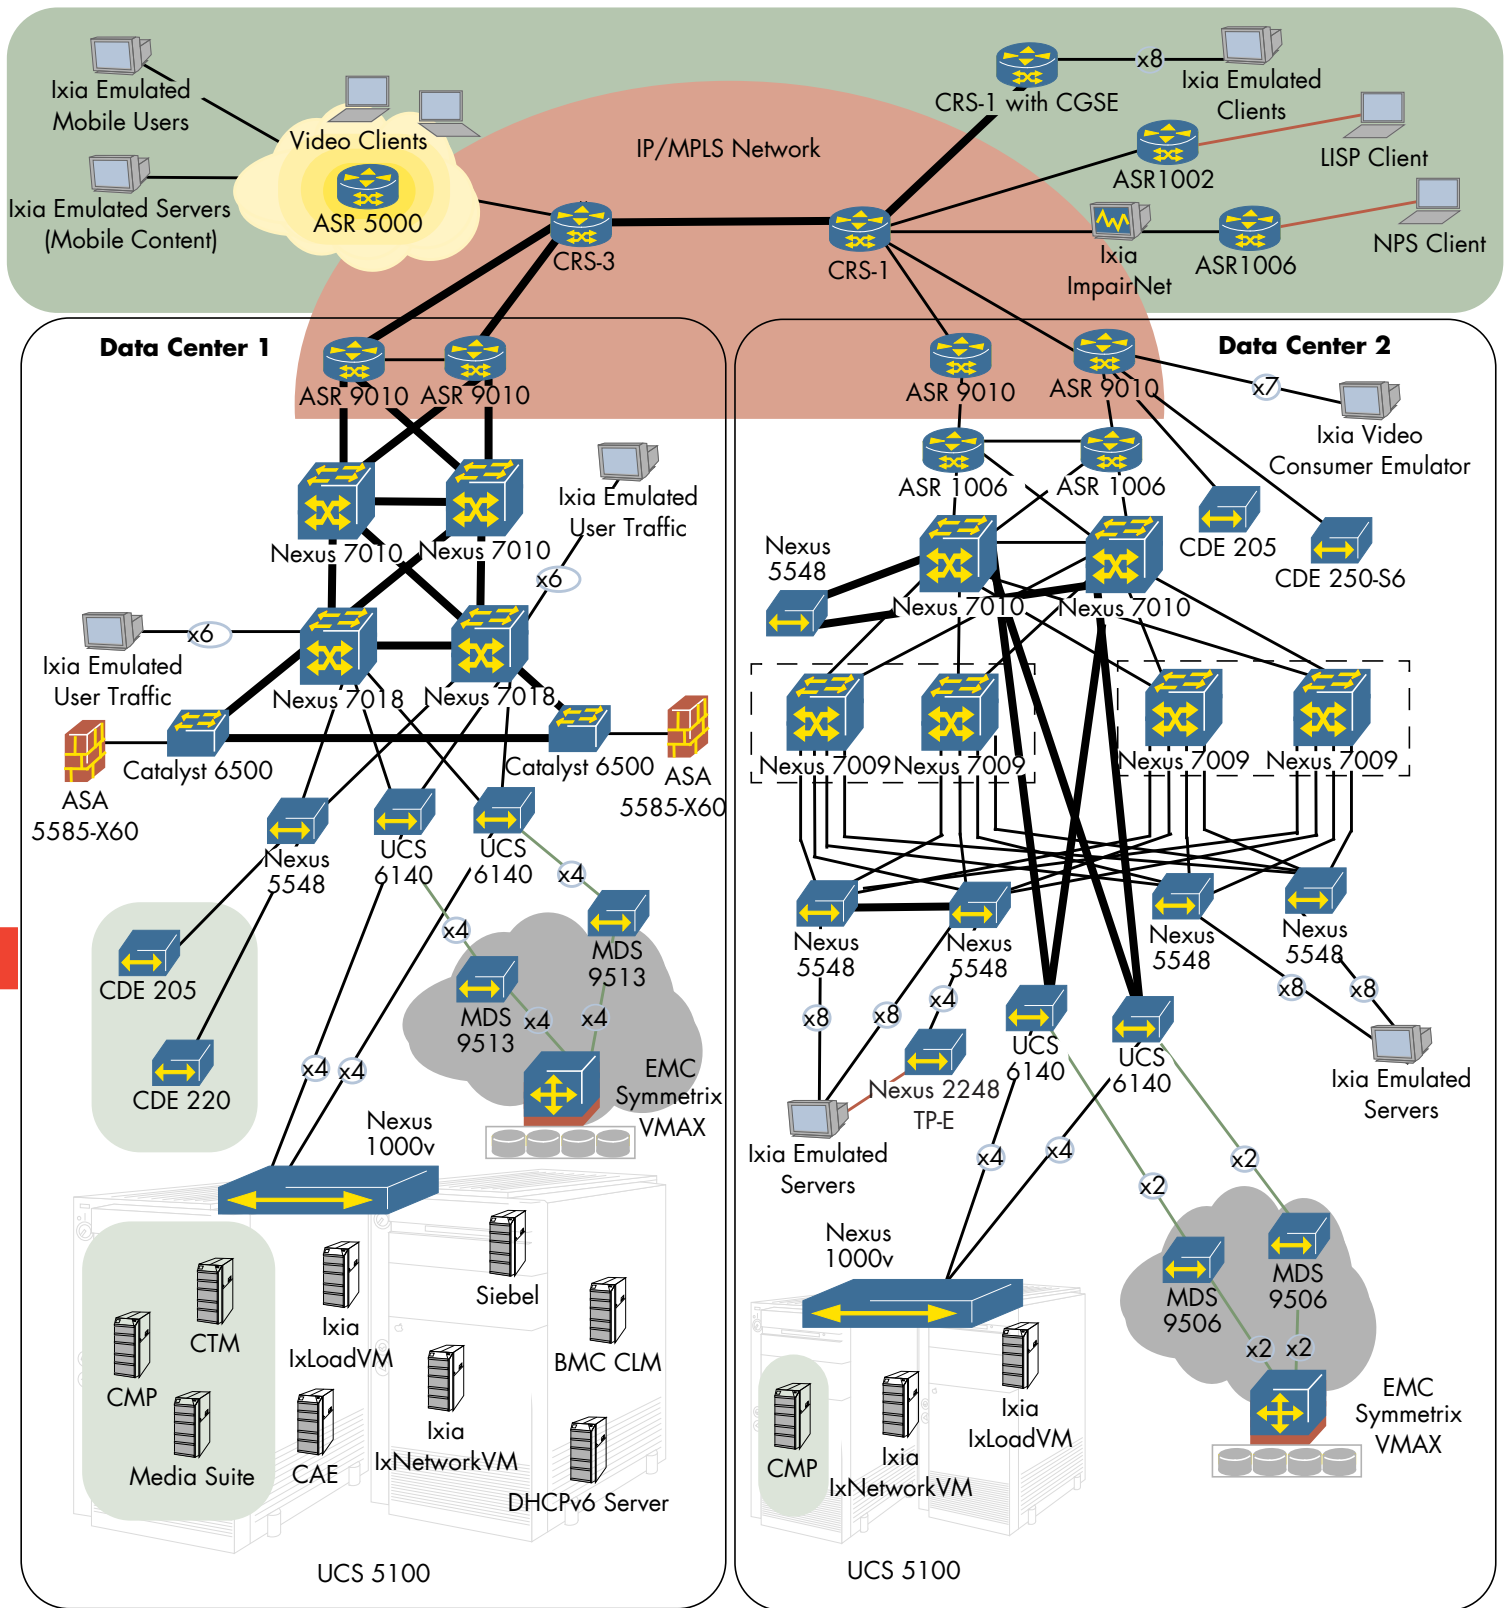 Ixia Emulated
Mobile Users
Video Clients
Ixia Emulated Servers
(Mobile Content)
ASR 5000
IP/MPLS Network
CRS-3
CRS-1
CRS-1 with CGSE
x8
Ixia Emulated
Clients
ASR1002
LISP Client
Ixia
ImpairNet
ASR1006
NPS Client
Data Center 1
ASR 9010
ASR 9010
Ixia Emulated
User Traffic
Nexus 7010
Nexus 7010
x6
x6
Ixia Emulated
User Traffic
Nexus 7018
Nexus 7018
Catalyst 6500
Catalyst 6500
ASA
5585-X60
ASA
5585-X60
Nexus
5548
UCS
6140
UCS
6140
x4
x4
CDE 205
CDE 220
MDS
9513
MDS
9513
x4
x4
x4
x4
EMC
Symmetrix
VMAX
Nexus
1000v
CTM
CMP
Media Suite
Ixia
IxLoadVM
CAE
Siebel
Ixia
IxNetworkVM
BMC CLM
DHCPv6 Server
UCS 5100
Data Center 2
ASR 9010
ASR 9010
x7
Ixia Video
Consumer Emulator
ASR 1006
ASR 1006
CDE 205
CDE 250-S6
Nexus
5548
Nexus 7010
Nexus 7010
Nexus 7009
Nexus 7009
Nexus 7009
Nexus 7009
Nexus
5548
Nexus
5548
Nexus
5548
Nexus
5548
x8
x8
x4
x8
x8
UCS
6140
UCS
6140
Nexus 2248
TP-E
Ixia Emulated
Servers
Ixia Emulated
Servers
x4
x4
x2
x2
Nexus
1000v
MDS
9506
MDS
9506
x2
x2
EMC
Symmetrix
VMAX
CMP
Ixia
IxNetworkVM
Ixia
IxLoadVM
UCS 5100